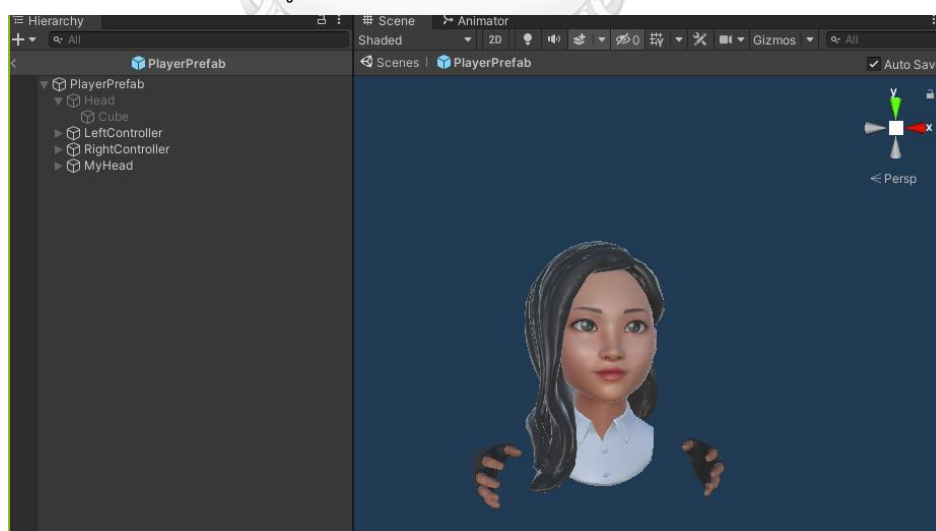 Hierarchy
All
PlayerPrefab
PlayerPrefab
Head
Cube
LeftController
RightController
MyHead
Scene Animator
Shaded 2D 0 Gizmos All
Scenes | PlayerPrefab Auto Sav
y
x
Persp